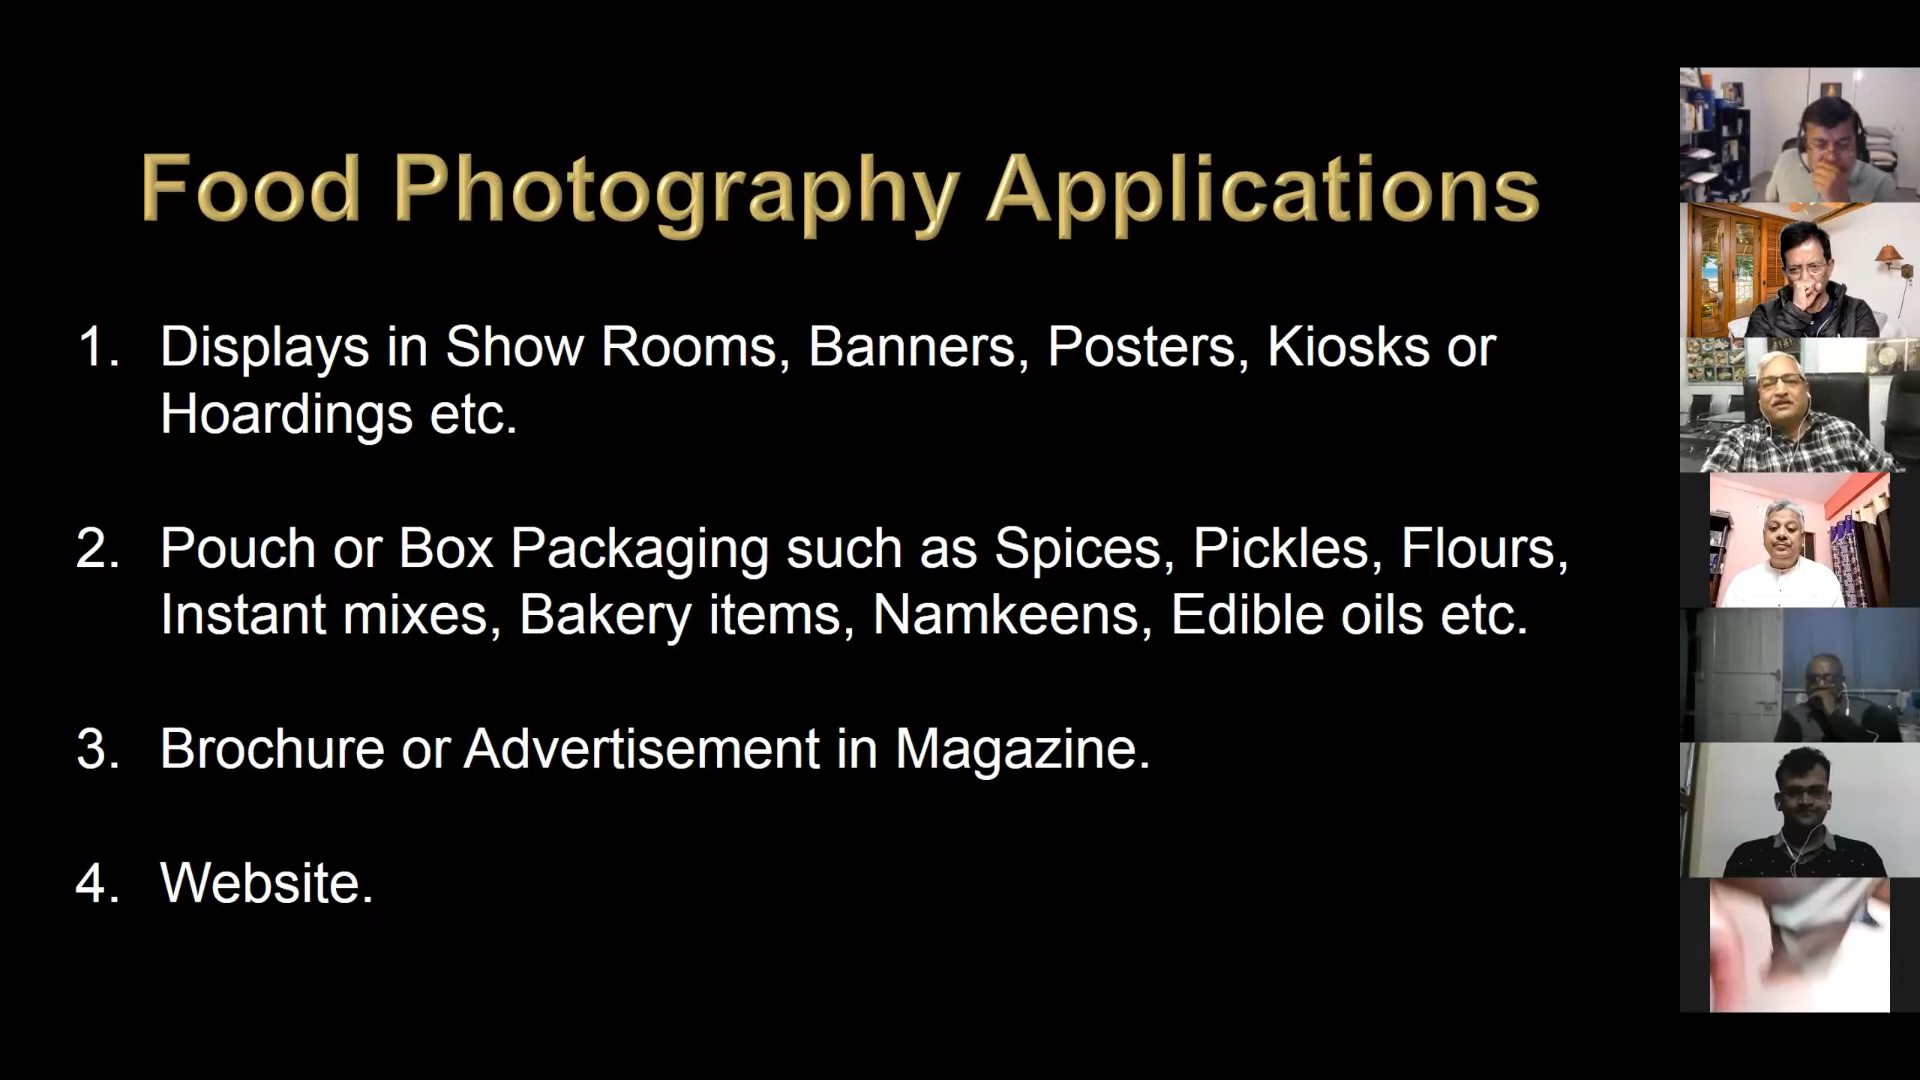 Food Photography Applications
1. Displays in Show Rooms, Banners, Posters, Kiosks or
Hoardings etc.
2. Pouch or Box Packaging such as Spices, Pickles, Flours,
Instant mixes, Bakery items, Namkeens, Edible oils etc.
3. Brochure or Advertisement in Magazine.
4. Website.